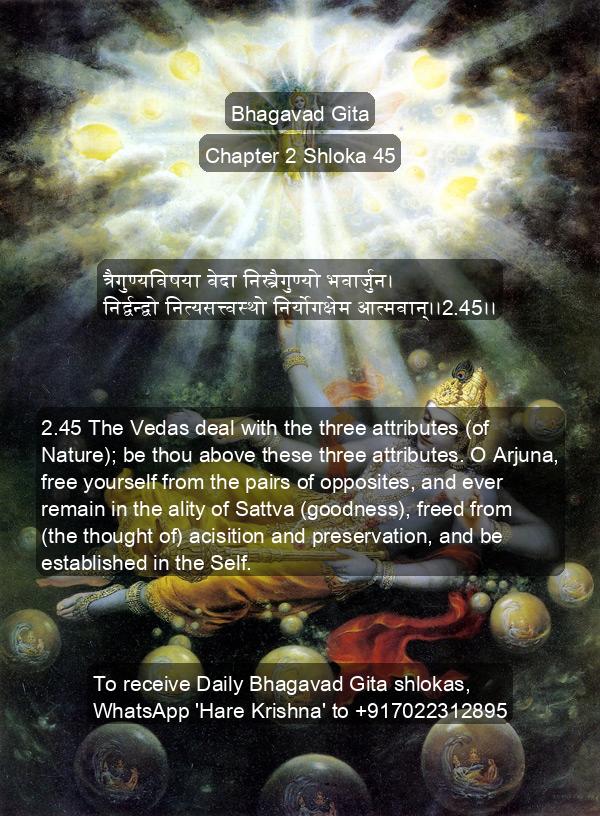 Bhagavad Gita
Chapter 2 Shloka 45
त्रैगुण्यविषया वेदा निस्त्रैगुण्यो भवार्जुन।
निर्द्वन्द्वो नित्यसत्त्वस्थो निर्योगक्षेम आत्मवान्।।2.45।।
2.45 The Vedas deal with the three attributes (of
Nature); be thou above these three attributes. O Arjuna,
free yourself from the pairs of opposites, and ever
remain in the ality of Sattva (goodness), freed from
(the thought of) acisition and preservation, and be
established in the Self.
To receive Daily Bhagavad Gita shlokas,
WhatsApp 'Hare Krishna' to +917022312895